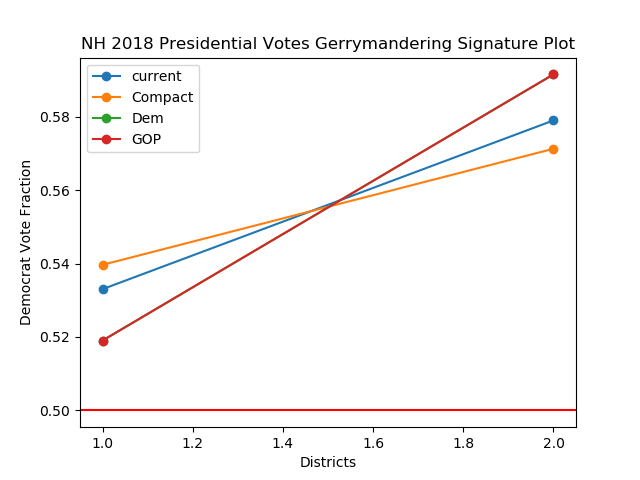 NH 2018 Presidential Votes Gerrymandering Signature Plot
current
Compact
Dem
GOP
Democrat Vote Fraction
0.58
0.56
0.54
0.52
0.50
1.0 1.2 1.4 1.6 1.8 2.0
Districts